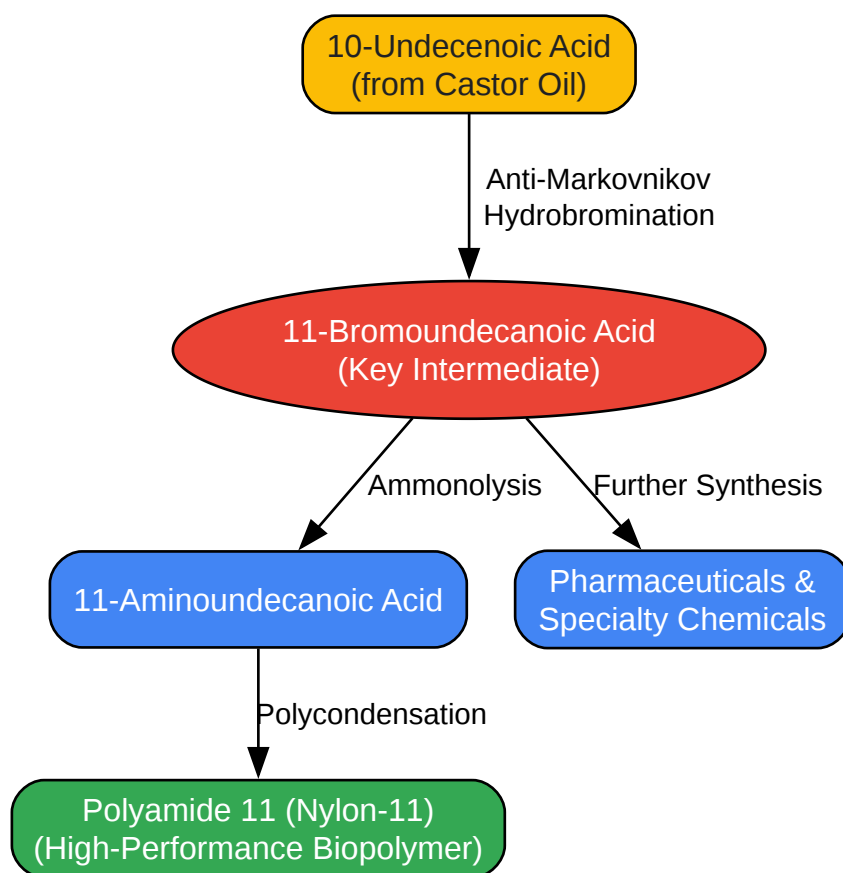 10-Undecenoic Acid
(from Castor Oil)
Anti-Markovnikov
Hydrobromination
11-Bromoundecanoic Acid
(Key Intermediate)
Ammonolysis
Further Synthesis
11-Aminoundecanoic Acid
Pharmaceuticals &
Specialty Chemicals
Polycondensation
Polyamide 11 (Nylon-11)
(High-Performance Biopolymer)